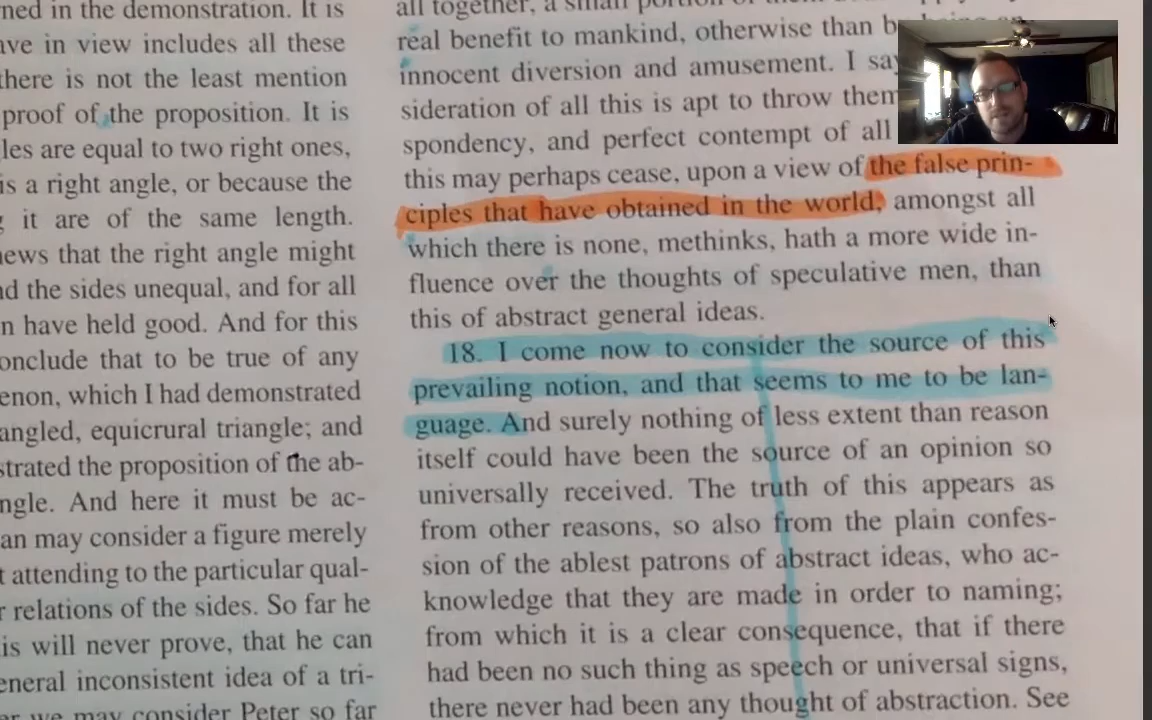 ned in the demonstration. It is
ave in view includes all these
there is not the least mention
proof of the proposition. It is
les are equal to two right ones,
is a right angle, or because the
it are of the same length.
ews that the right angle might
nd the sides unequal, and for all
n have held good. And for this
onclude that to be true of any
enon, which I had demonstrated
angled, equicrural triangle; and
strated the proposition of the ab-
ngle. And here it must be ac-
an may consider a figure merely
t attending to the particular qual-
r relations of the sides. So far he
is will never prove, that he can
eneral inconsistent idea of a tri-
we may consider Peter so far
all together, a small portion of them
real benefit to mankind, otherwise than b
innocent diversion and amusement. I say
sideration of all this is apt to throw them
spondency, and perfect contempt of all
this may perhaps cease, upon a view of the false prin-
ciples that have obtained in the world, amongst all
which there is none, methinks, hath a more wide in-
fluence over the thoughts of speculative men, than
this of abstract general ideas.
18. I come now to consider the source of this
prevailing notion, and that seems to me to be lan-
guage. And surely nothing of less extent than reason
itself could have been the source of an opinion so
universally received. The truth of this appears as
from other reasons, so also from the plain confes-
sion of the ablest patrons of abstract ideas, who ac-
knowledge that they are made in order to naming;
from which it is a clear consequence, that if there
had been no such thing as speech or universal signs,
there never had been any thought of abstraction. See